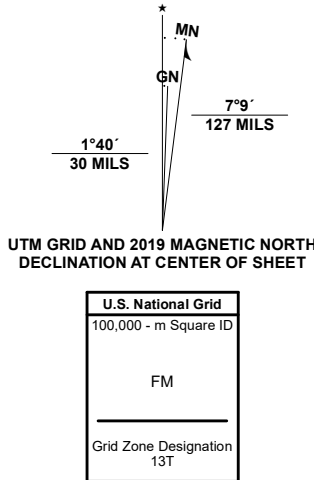 ★
MN
GN
7°9´
127 MILS
1°40´
30 MILS
UTM GRID AND 2019 MAGNETIC NORTH
DECLINATION AT CENTER OF SHEET
U.S. National Grid
100,000 - m Square ID
FM
Grid Zone Designation
13T